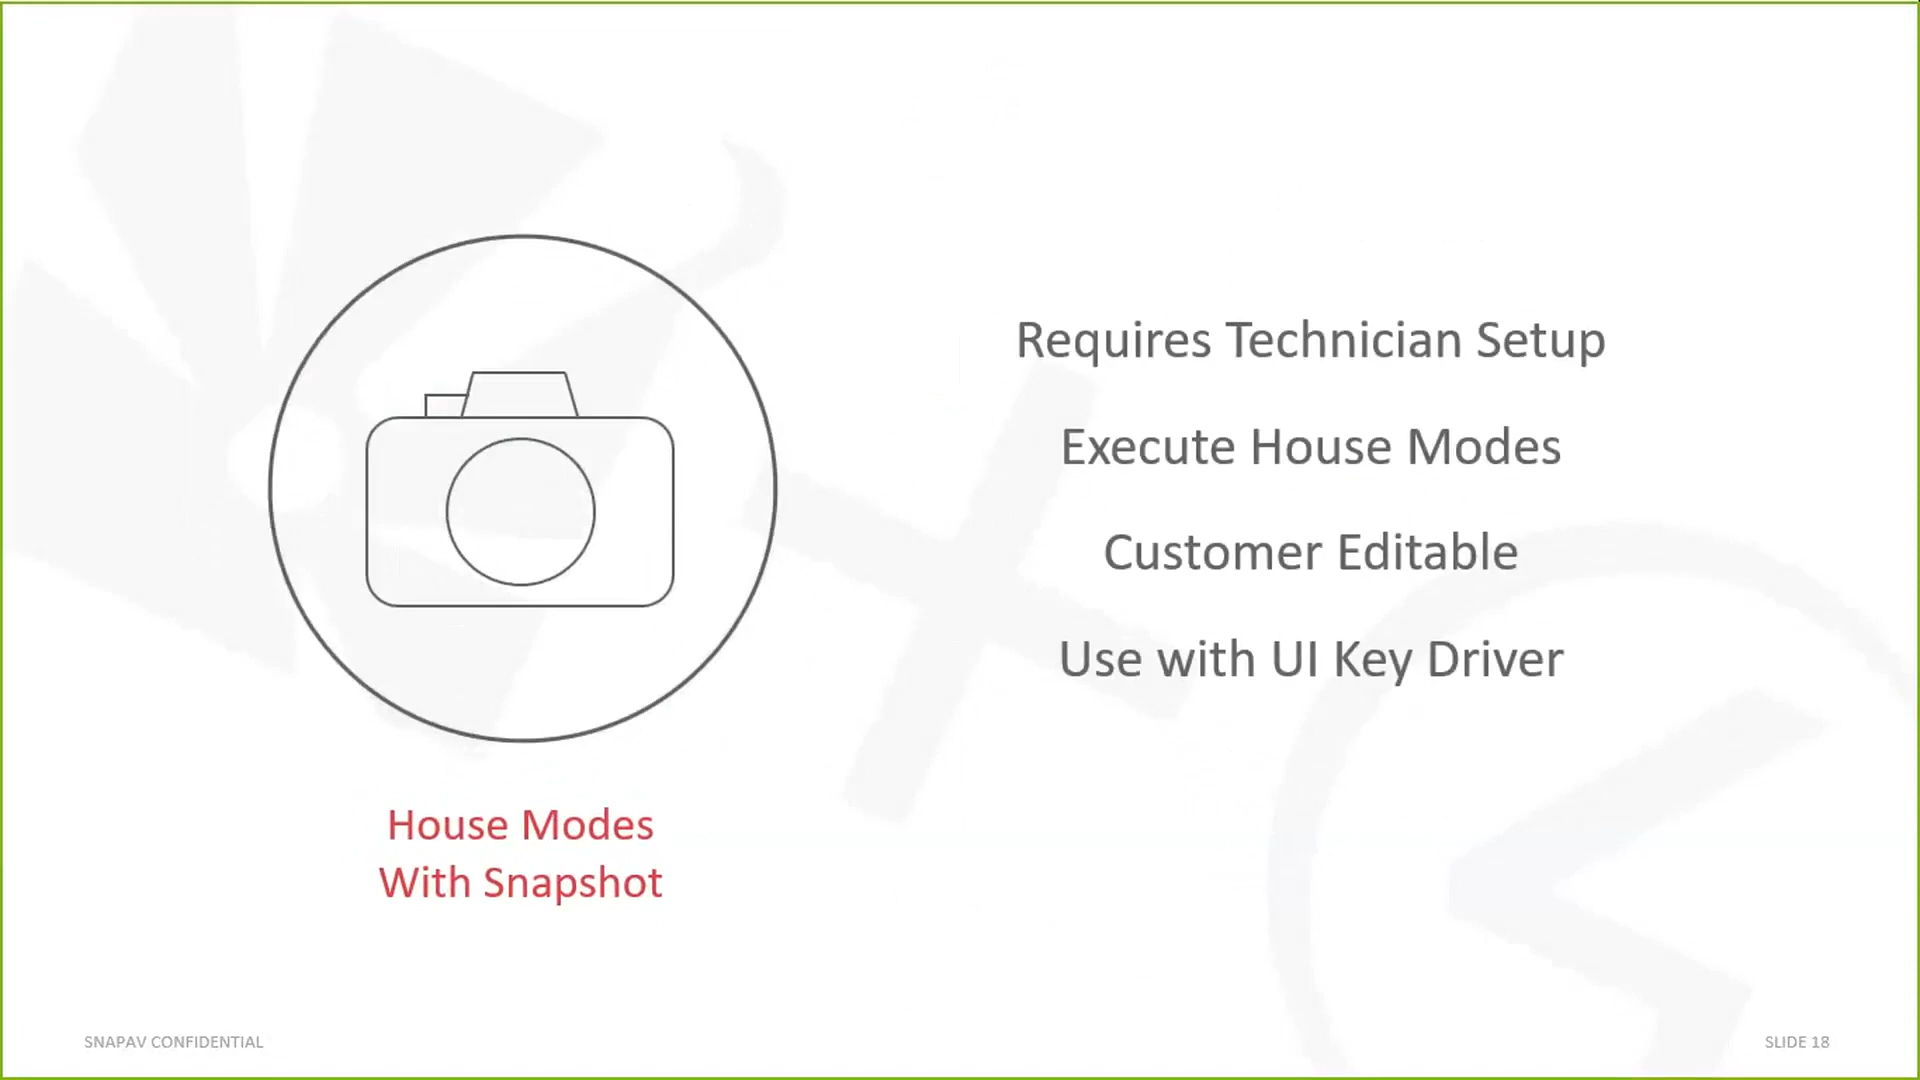 Requires Technician Setup
Execute House Modes
Customer Editable
Use with UI Key Driver
House Modes
With Snapshot
SNAPAV CONFIDENTIAL
SLIDE 18